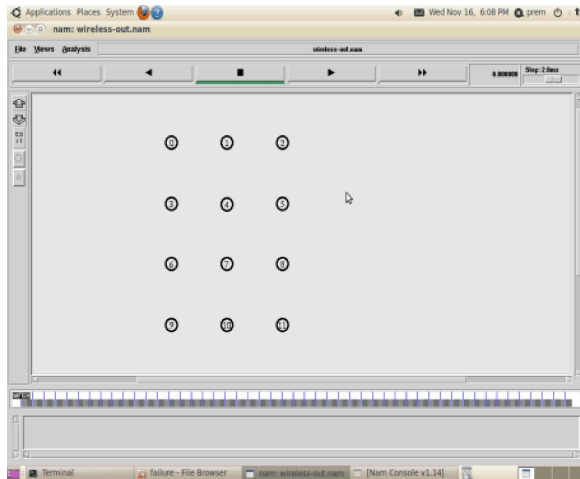 Applications Places System
Wed Nov 16, 6:08 PM prem
nam: wireless-out.nam
File Views Analysis wireless-out.nam
0.000000 Step: 2.0ms
0 1 2
3 4 5
6 7 8
9 10 11
Terminal failure - File Browser nam: wireless-out.nam [Nam Console v1.14]